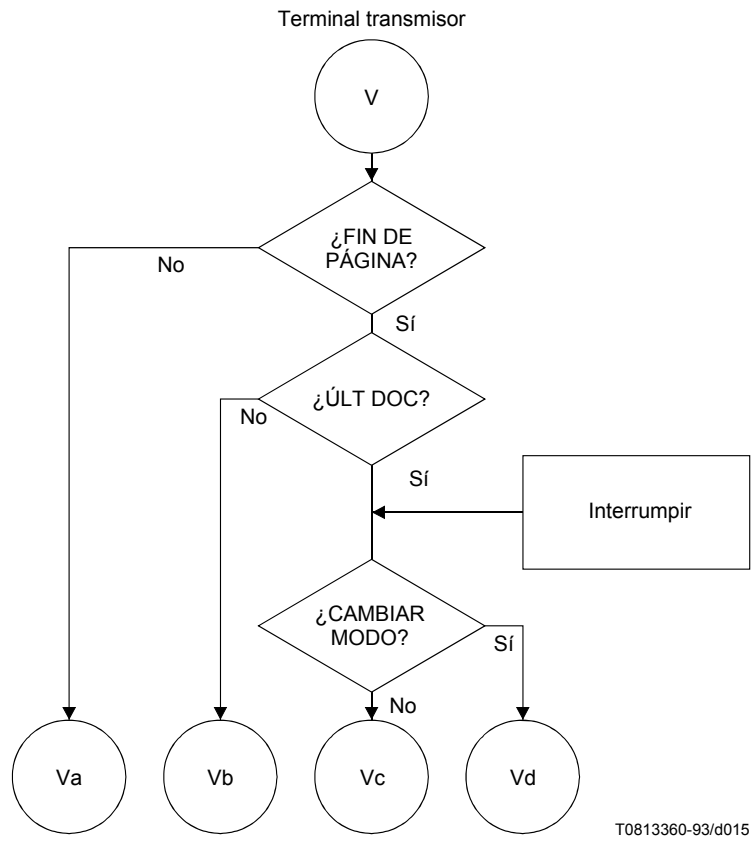 Terminal transmisor
V
¿FIN DE
PÁGINA?
No
Sí
¿ÚLT DOC?
No
Sí
Interrumpir
¿CAMBIAR
MODO?
Sí
No
Va
Vb
Vc
Vd
T0813360-93/d015